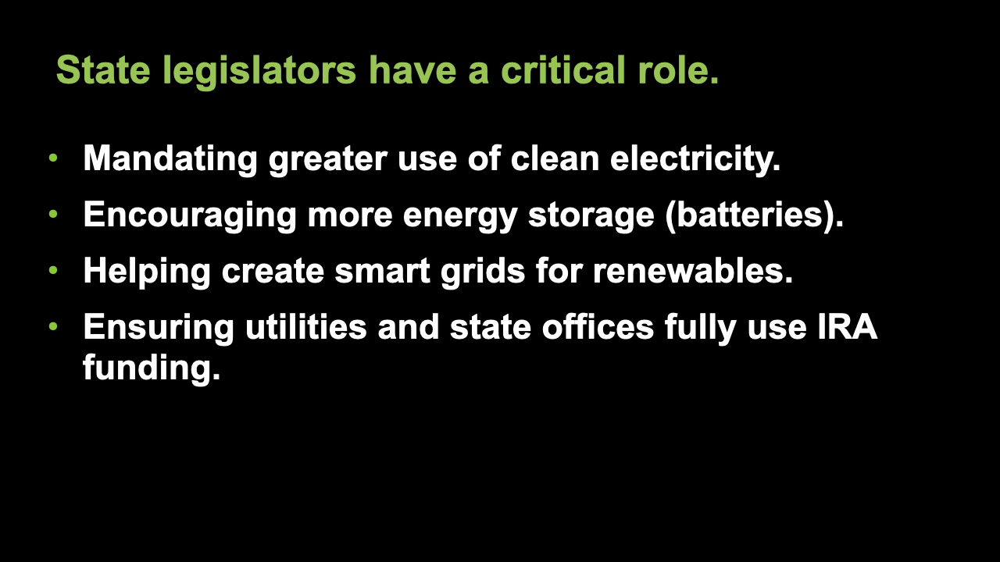 State legislators have a critical role.
• Mandating greater use of clean electricity.
• Encouraging more energy storage (batteries).
• Helping create smart grids for renewables.
• Ensuring utilities and state offices fully use IRA
funding.